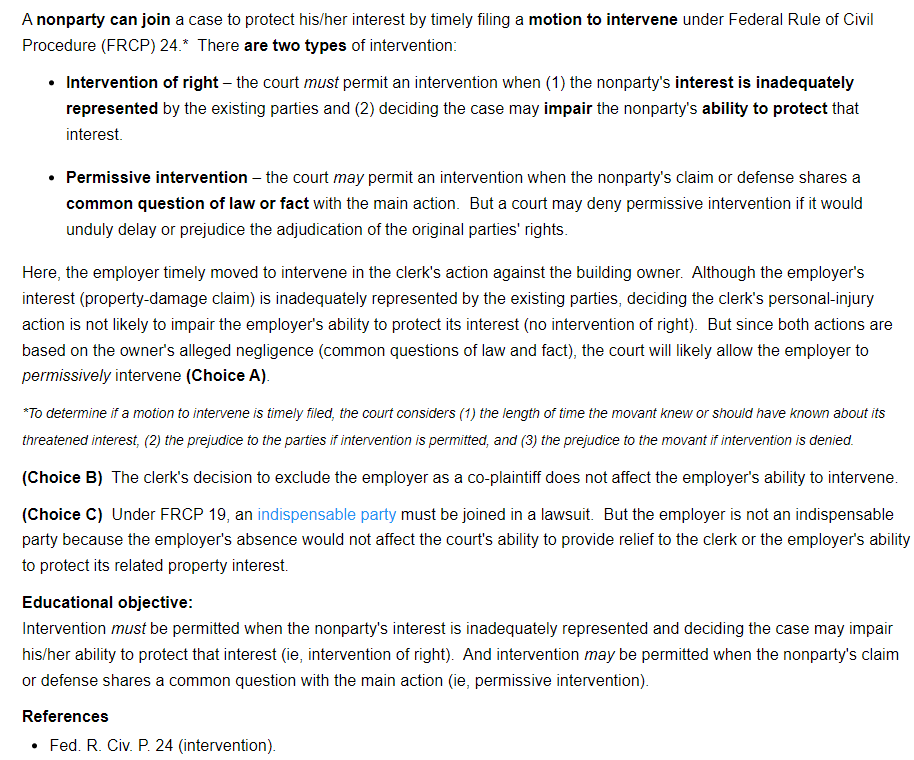 A nonparty can join a case to protect his/her interest by timely filing a motion to intervene under Federal Rule of Civil
Procedure (FRCP) 24.* There are two types of intervention:
• Intervention of right – the court must permit an intervention when (1) the nonparty's interest is inadequately
represented by the existing parties and (2) deciding the case may impair the nonparty's ability to protect that
interest.
• Permissive intervention – the court may permit an intervention when the nonparty's claim or defense shares a
common question of law or fact with the main action. But a court may deny permissive intervention if it would
unduly delay or prejudice the adjudication of the original parties' rights.
Here, the employer timely moved to intervene in the clerk's action against the building owner. Although the employer's
interest (property-damage claim) is inadequately represented by the existing parties, deciding the clerk's personal-injury
action is not likely to impair the employer's ability to protect its interest (no intervention of right). But since both actions are
based on the owner's alleged negligence (common questions of law and fact), the court will likely allow the employer to
permissively intervene (Choice A).
*To determine if a motion to intervene is timely filed, the court considers (1) the length of time the movant knew or should have known about its
threatened interest, (2) the prejudice to the parties if intervention is permitted, and (3) the prejudice to the movant if intervention is denied.
(Choice B) The clerk's decision to exclude the employer as a co-plaintiff does not affect the employer's ability to intervene.
(Choice C) Under FRCP 19, an indispensable party must be joined in a lawsuit. But the employer is not an indispensable
party because the employer's absence would not affect the court's ability to provide relief to the clerk or the employer's ability
to protect its related property interest.
Educational objective:
Intervention must be permitted when the nonparty's interest is inadequately represented and deciding the case may impair
his/her ability to protect that interest (ie, intervention of right). And intervention may be permitted when the nonparty's claim
or defense shares a common question with the main action (ie, permissive intervention).
References
• Fed. R. Civ. P. 24 (intervention).